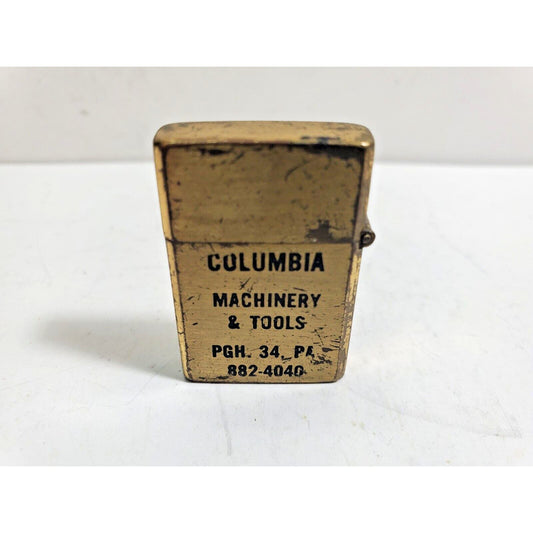 COLUMBIA
MACHINERY
& TOOLS
PGH. 34, PA.
882-4040